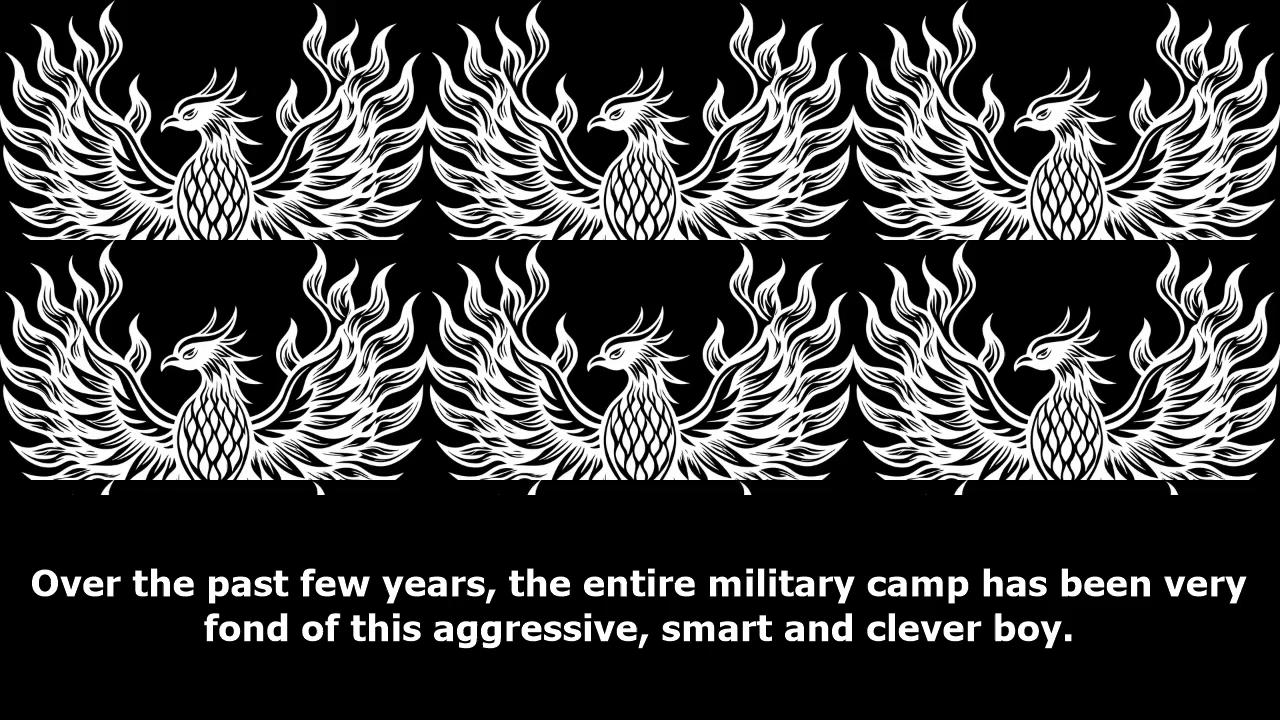 Over the past few years, the entire military camp has been very
fond of this aggressive, smart and clever boy.